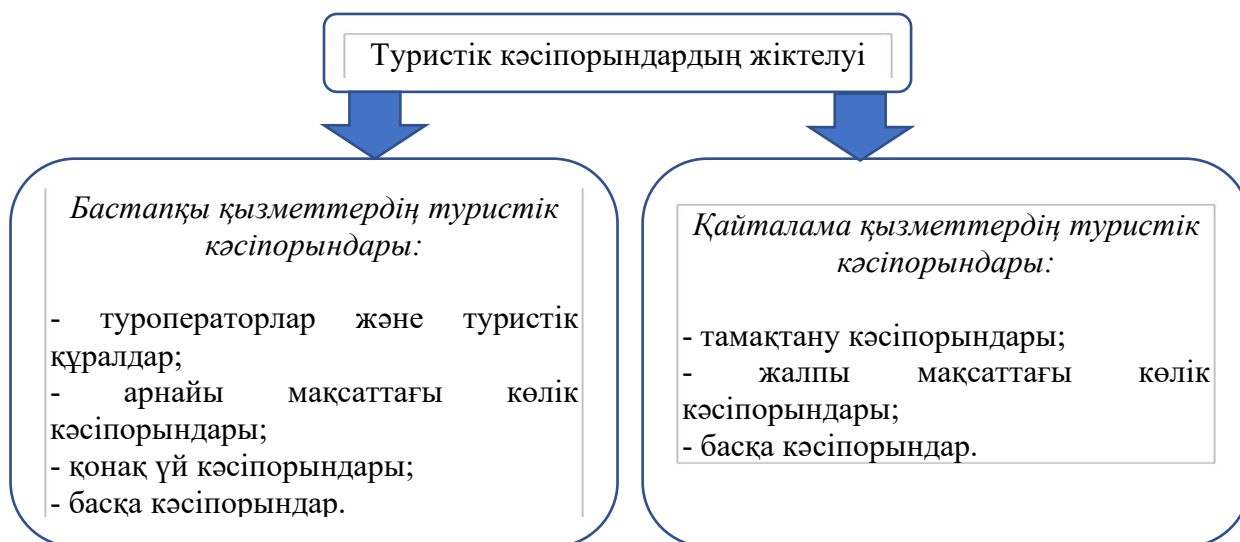 Туристік кәсіпорындардың жіктелуі
Бастапқы қызметтердің туристік
кәсіпорындары:
- туроператорлар және туристік
құралдар;
- арнайы мақсаттағы көлік
кәсіпорындары;
- қонақ үй кәсіпорындары;
- басқа кәсіпорындар.
Қайталама қызметтердің туристік
кәсіпорындары:
- тамақтану кәсіпорындары;
- жалпы мақсаттағы көлік
кәсіпорындары;
- басқа кәсіпорындар.